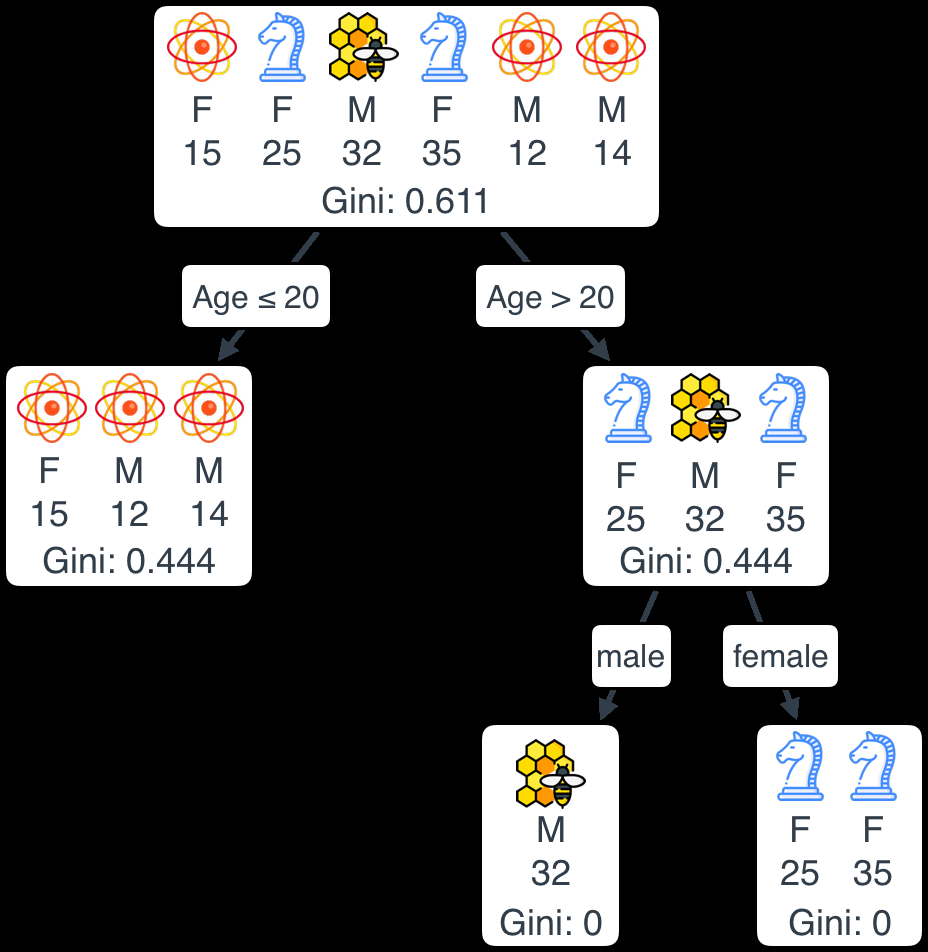 F F M F M M
15 25 32 35 12 14
Gini: 0.611
Age ≤ 20
Age > 20
F M M
15 12 14
Gini: 0.444
F M F
25 32 35
Gini: 0.444
male
female
M
32
Gini: 0
F F
25 35
Gini: 0